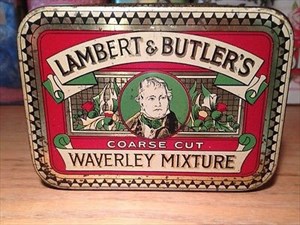 LAMBERT & BUTLER'S
COARSE CUT
WAVERLEY MIXTURE